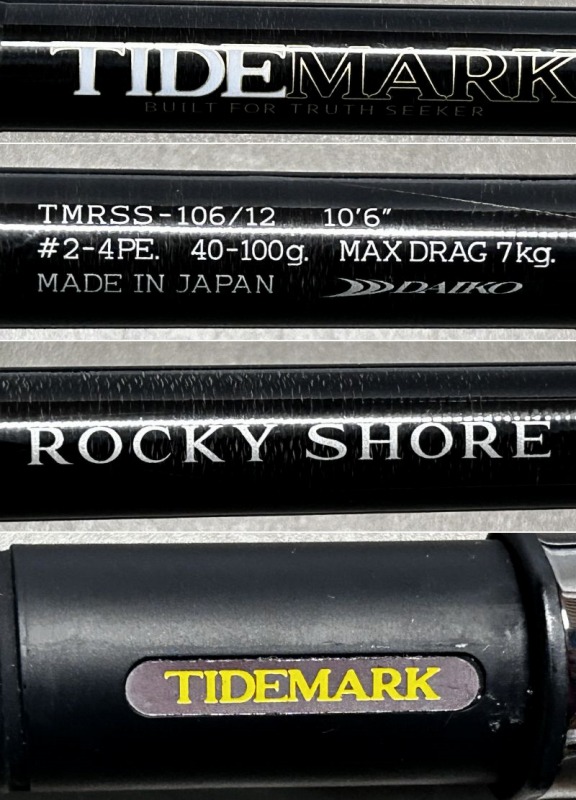 TIDEMARK
BUILT FOR TRUTH SEEKER
TMRSS-106/12 10'6"
#2-4PE. 40-100g. MAX DRAG 7kg.
MADE IN JAPAN DAIKO
ROCKY SHORE
TIDEMARK